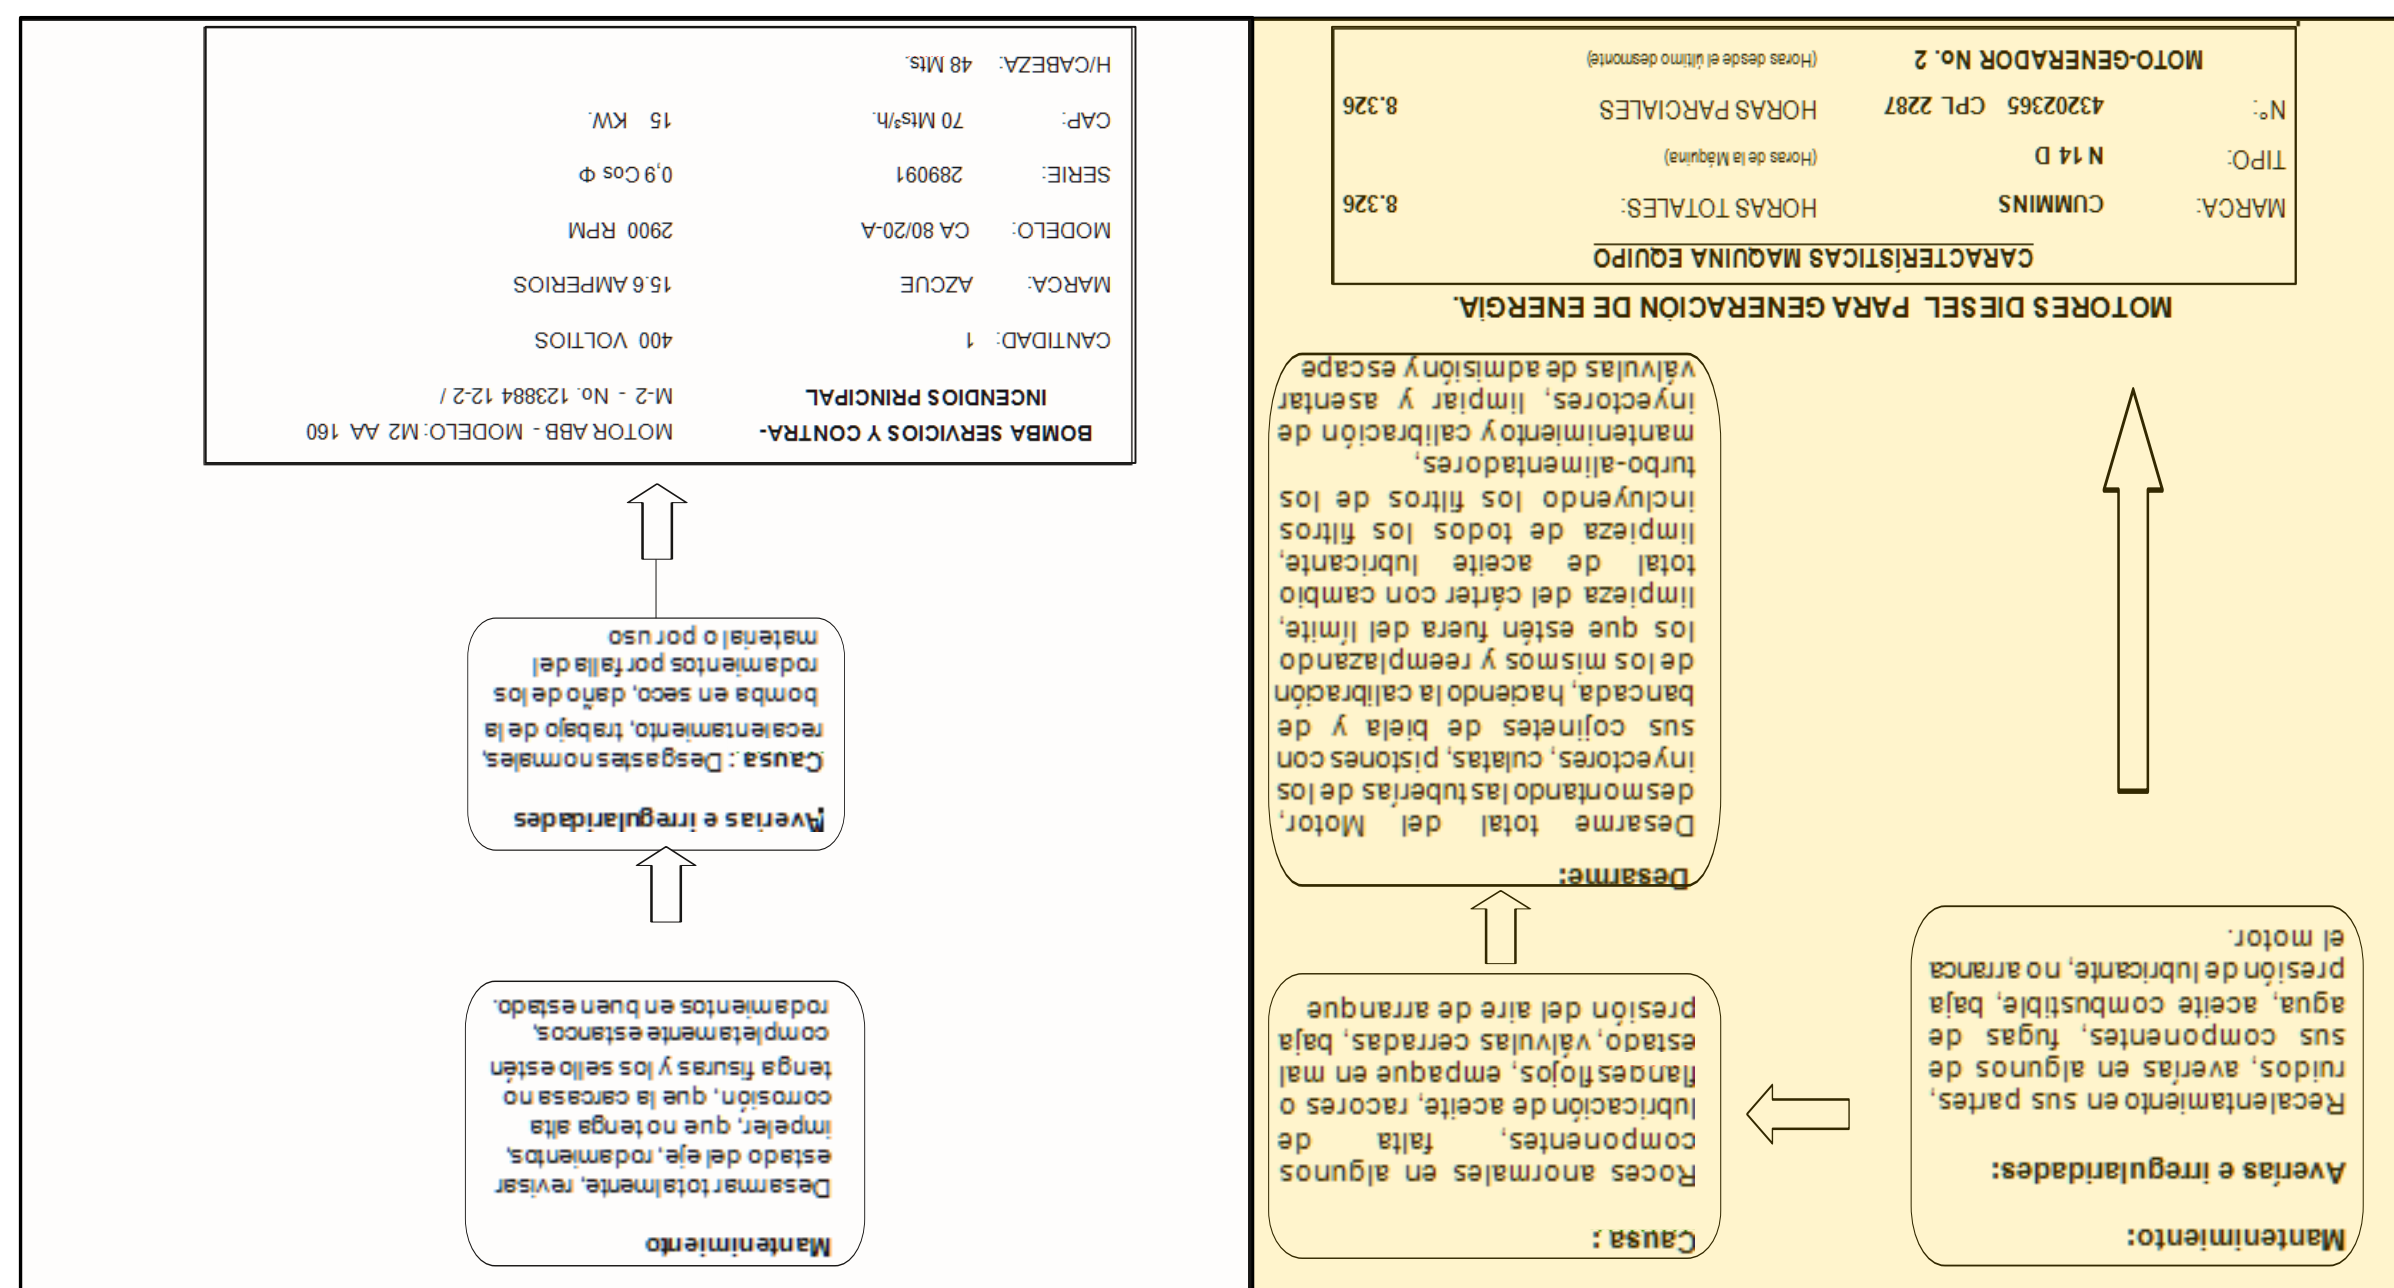 Mantenimiento:
Averías e irregularidades:
Recalentamiento en sus partes,
ruidos, averías en algunos de
sus componentes, fugas de
agua, aceite combustible, baja
presión de lubricante, no arranca
el motor.
Causa :
Roces anormales en algunos
componentes, falta de
lubricación de aceite, racores o
flanges flojos, empaque en mal
estado, válvulas cerradas, baja
presión del aire de arranque
Desarme:
Desarme total del Motor,
desmontando las tuberías de los
inyectores, culatas, pistones con
sus cojinetes de biela y de
bancada, haciendo la calibración
de los mismos y reemplazando
los que estén fuera del límite,
limpieza del cárter con cambio
total de aceite lubricante,
limpieza de todos los filtros
incluyendo los filtros de los
turbo-alimentadores,
mantenimiento y calibración de
inyectores, limpiar y asentar
válvulas de admisión y escape
MOTORES DIESEL PARA GENERACIÓN DE ENERGÍA.
CARACTERÍSTICAS MAQUINA EQUIPO
MARCA: CUMMINS HORAS TOTALES: 8.326
TIPO: N 14 D (Horas de la Máquina)
N°: 43202365 CPL 2287 HORAS PARCIALES 8.326
MOTO-GENERADOR No. 2 (Horas desde el último desmonte)
Mantenimiento
Desarmar totalmente, revisar
estado del eje, rodamientos,
impeler, que no tenga alta
corrosión, que la carcasa no
tenga fisuras y los sello estén
completamente estancos,
rodamientos en buen estado.
Averias e irregularidades
Causa : Desgastes normales,
recalentamiento, trabajo de la
bomba en seco, daño de los
rodamientos por falla del
material o por uso
BOMBA SERVICIOS Y CONTRA- MOTOR ABB - MODELO: M2 AA 160
INCENDIOS PRINCIPAL M-2 - No. 123884 12-2-2 /
CANTIDAD: 1 400 VOLTIOS
MARCA: AZCUE 15.6 AMPERIOS
MODELO: CA 80/20-A 2900 RPM
SERIE: 289091 0,9 Cos Φ
CAP: 70 Mts³/h. 15 KW.
H/CABEZA: 48 Mts.